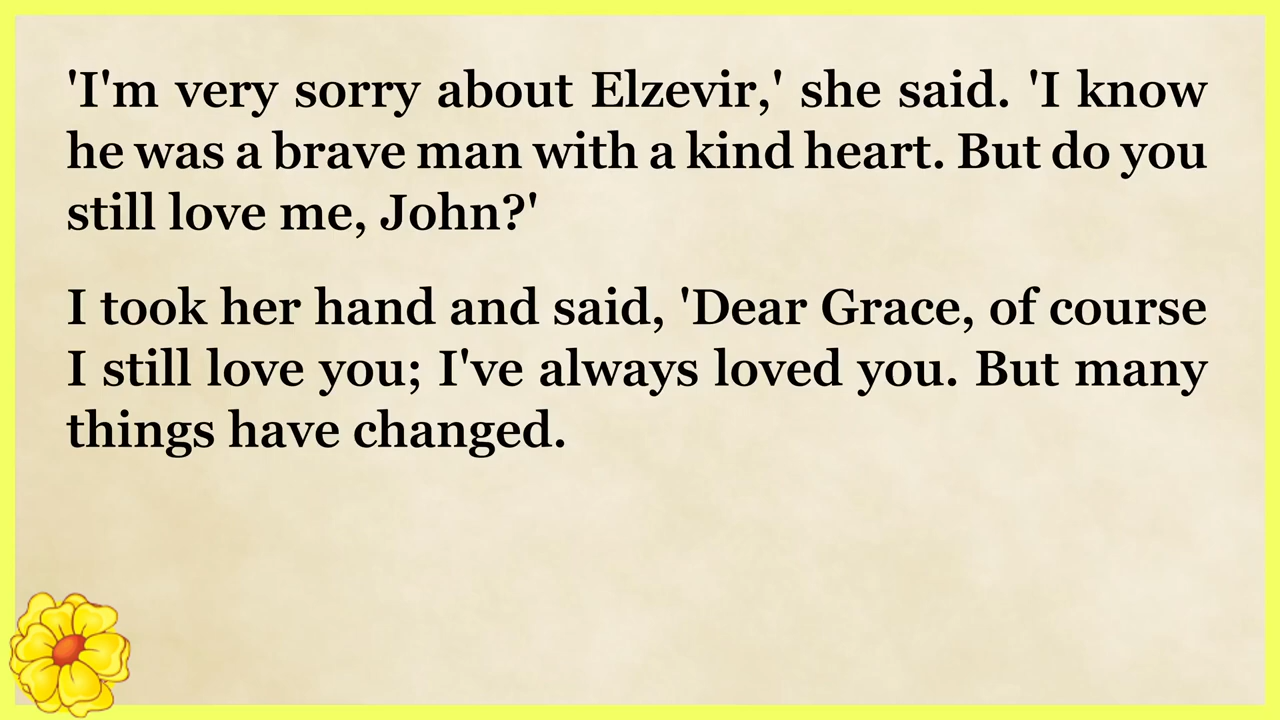 'I'm very sorry about Elzevir,' she said. 'I know
he was a brave man with a kind heart. But do you
still love me, John?'
I took her hand and said, 'Dear Grace, of course
I still love you; I've always loved you. But many
things have changed.